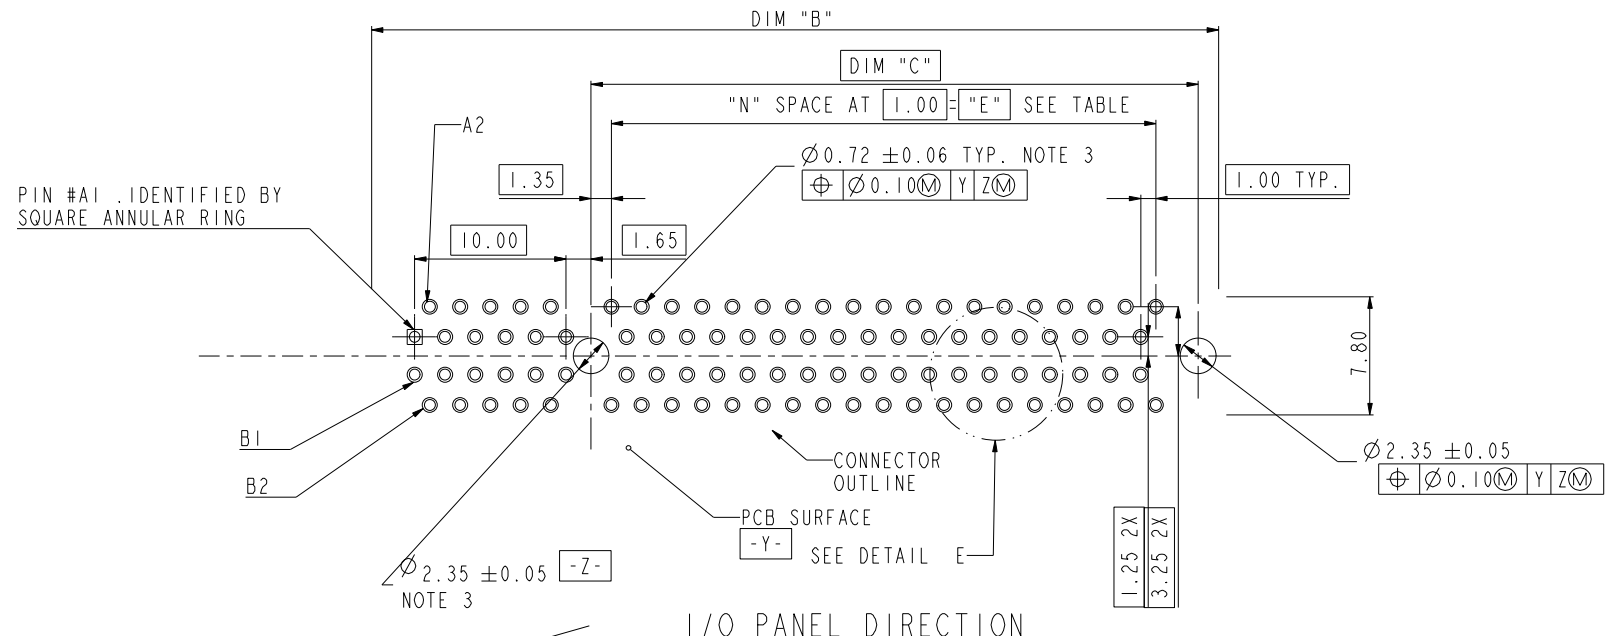 DIM "B"
DIM "C"
"N" SPACE AT 1.00 = "E" SEE TABLE
A2
Ø0.72 ±0.06 TYP. NOTE 3
⌖ Ø0.10Ⓜ Y ZⓂ
1.35
1.00 TYP.
PIN #A1 .IDENTIFIED BY
SQUARE ANNULAR RING
10.00
1.65
7.80
B1
B2
CONNECTOR
OUTLINE
Ø2.35 ±0.05
⌖ Ø0.10Ⓜ Y ZⓂ
PCB SURFACE
-Y-
SEE DETAIL E
1.25 2X
3.25 2X
Ø2.35 ±0.05 -Z-
NOTE 3
I/O PANEL DIRECTION